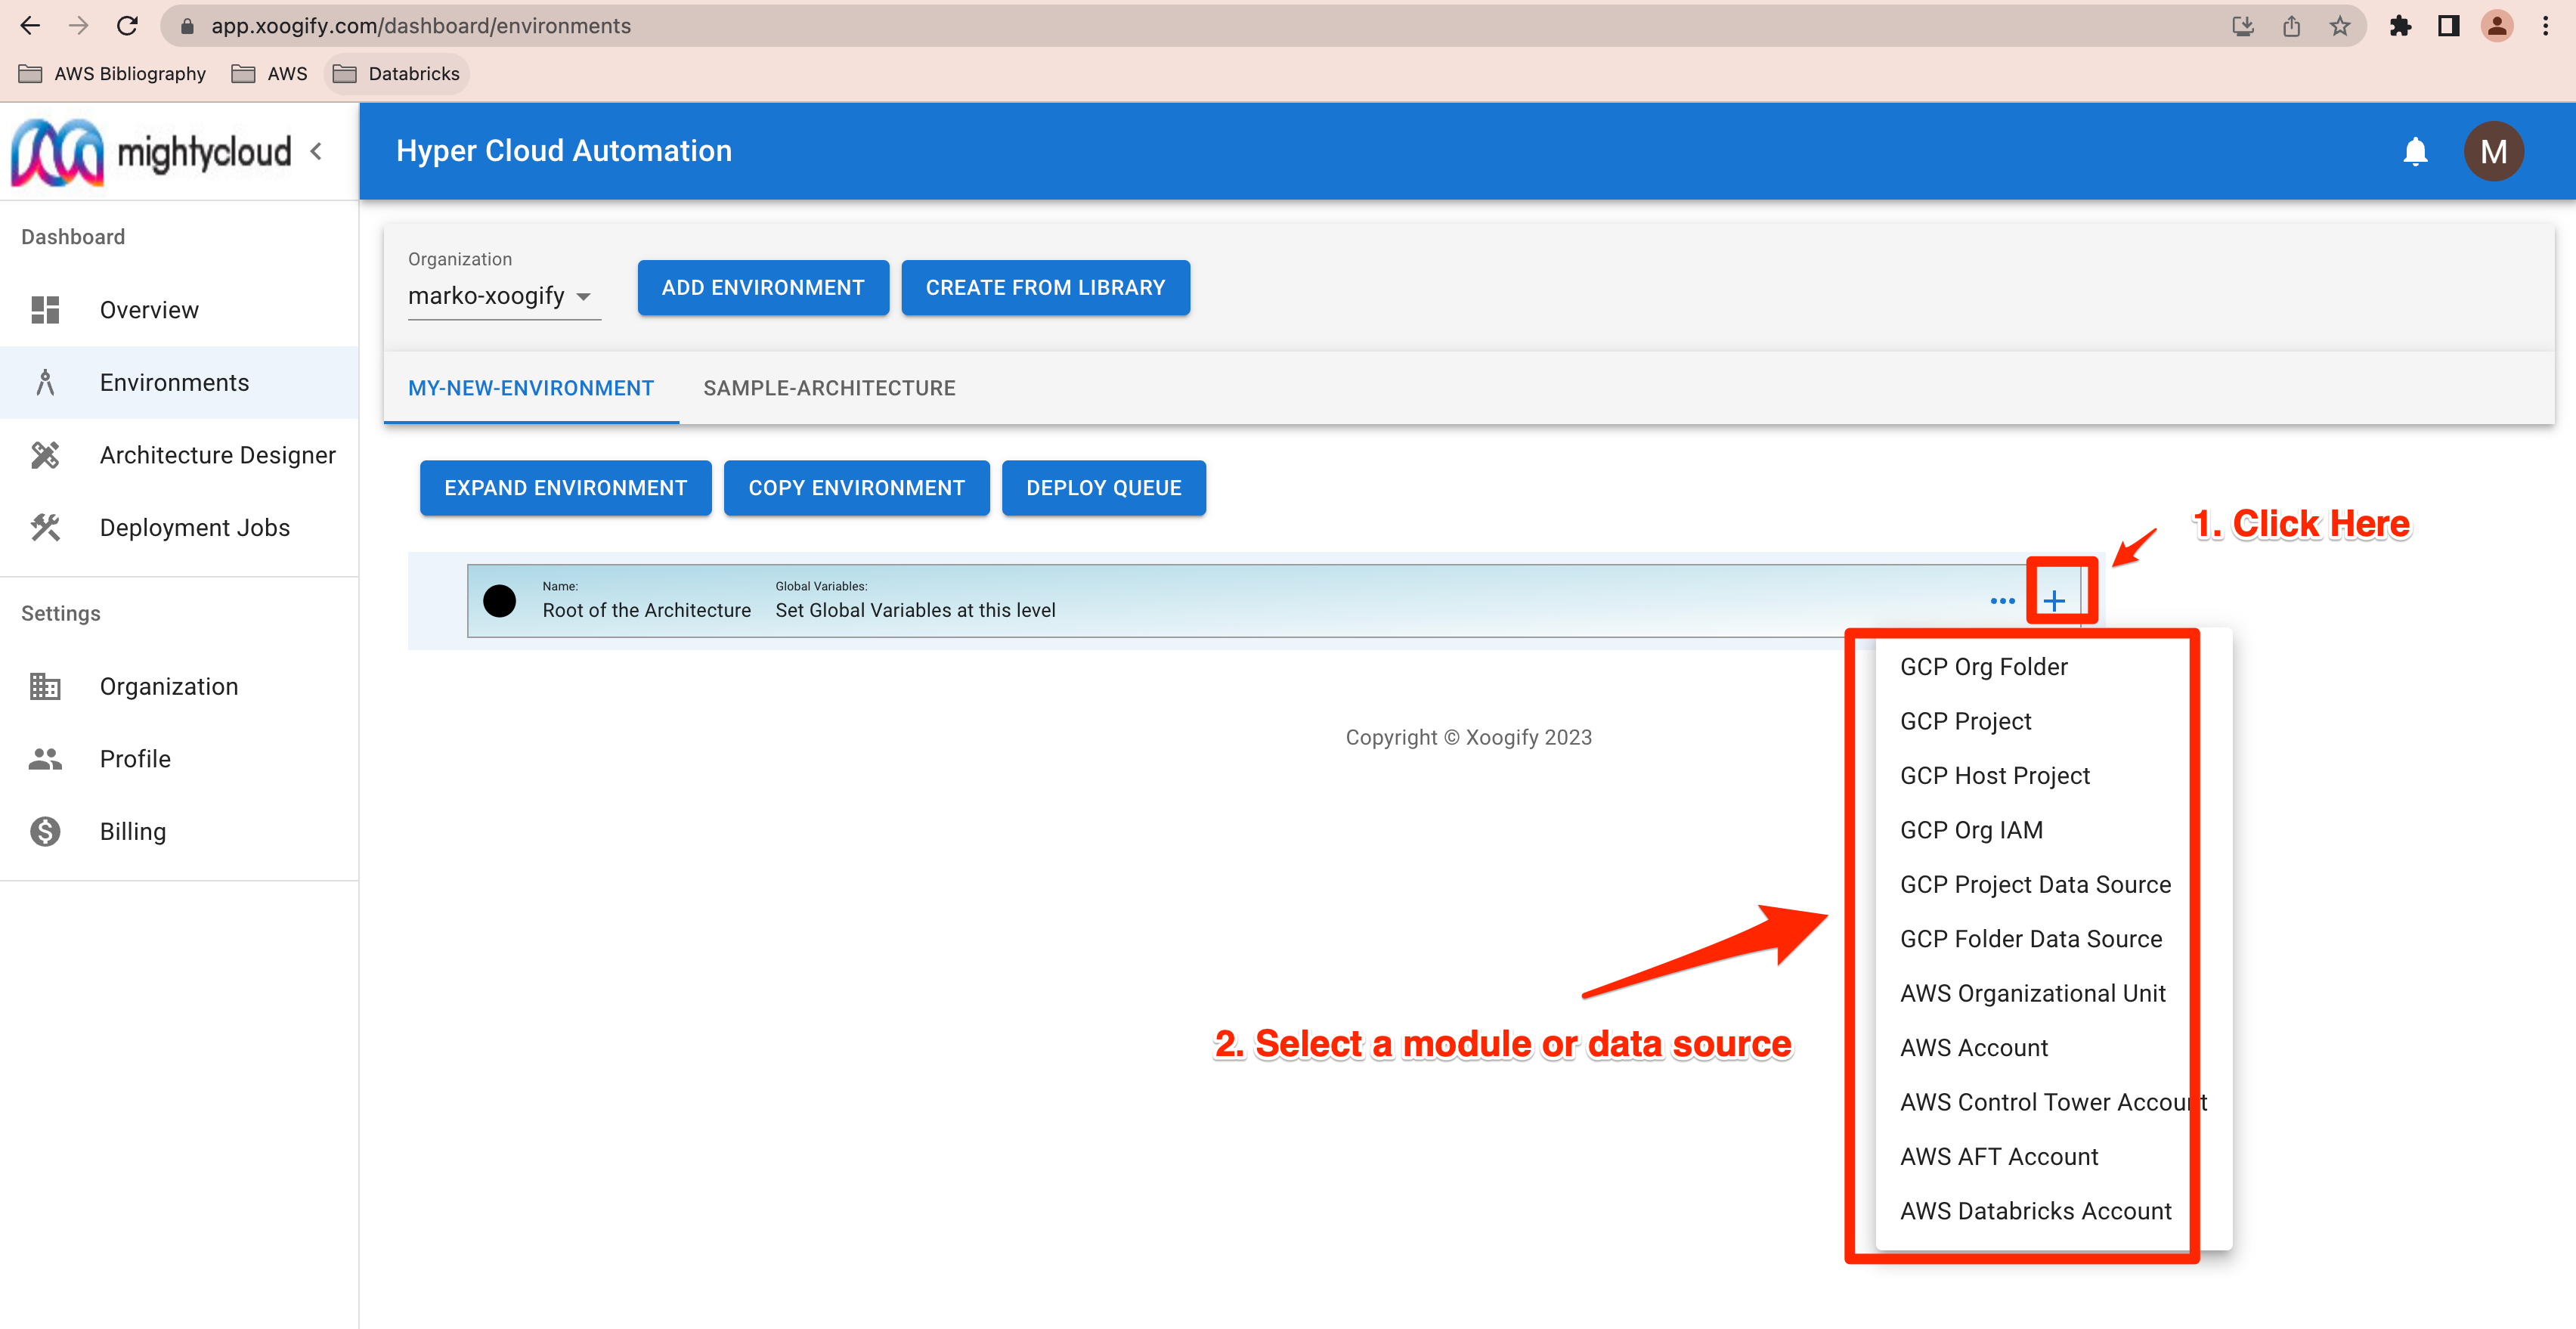 app.xoogify.com/dashboard/environments
AWS Bibliography AWS Databricks
mightycloud
Hyper Cloud Automation
M
Dashboard
Overview
Environments
Architecture Designer
Deployment Jobs
Settings
Organization
Profile
Billing
Organization
marko-xoogify
ADD ENVIRONMENT CREATE FROM LIBRARY
MY-NEW-ENVIRONMENT SAMPLE-ARCHITECTURE
EXPAND ENVIRONMENT COPY ENVIRONMENT DEPLOY QUEUE
1. Click Here
Name: Global Variables:
Root of the Architecture Set Global Variables at this level
GCP Org Folder
GCP Project
GCP Host Project
GCP Org IAM
GCP Project Data Source
GCP Folder Data Source
AWS Organizational Unit
AWS Account
AWS Control Tower Account
AWS AFT Account
AWS Databricks Account
2. Select a module or data source
Copyright © Xoogify 2023